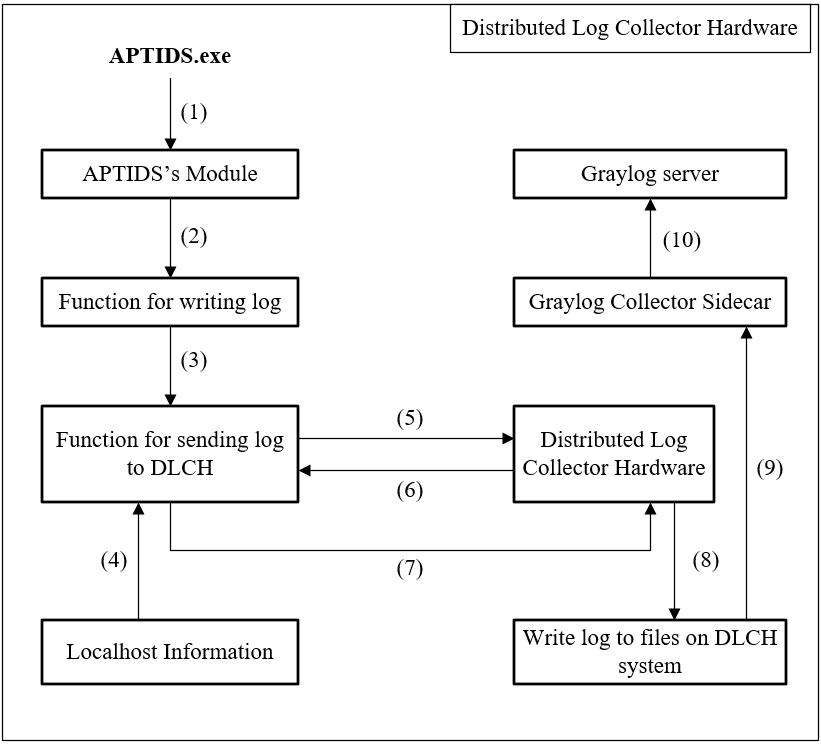 Distributed Log Collector Hardware
APTIDS.exe
(1)
APTIDS’s Module
Graylog server
(2)
(10)
Function for writing log
Graylog Collector Sidecar
(3)
Function for sending log
to DLCH
(5)
Distributed Log
Collector Hardware
(6)
(9)
(4)
(7)
(8)
Localhost Information
Write log to files on DLCH
system